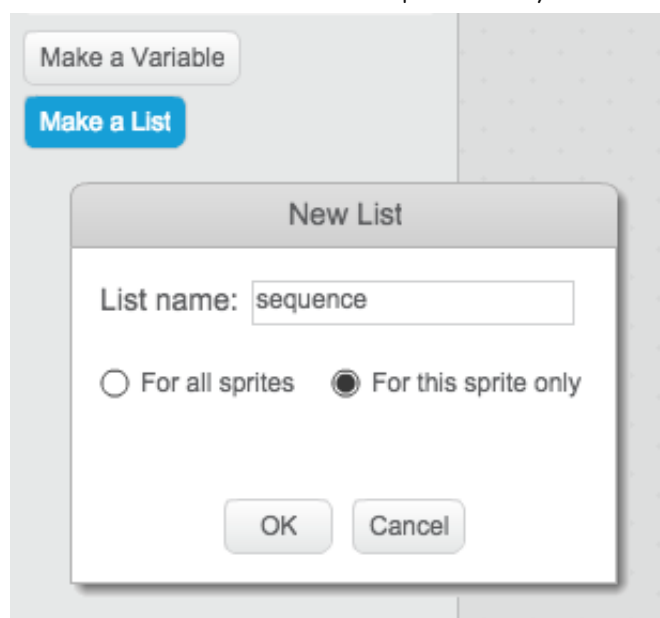 Make a Variable
Make a List
New List
List name: sequence
For all sprites For this sprite only
OK Cancel